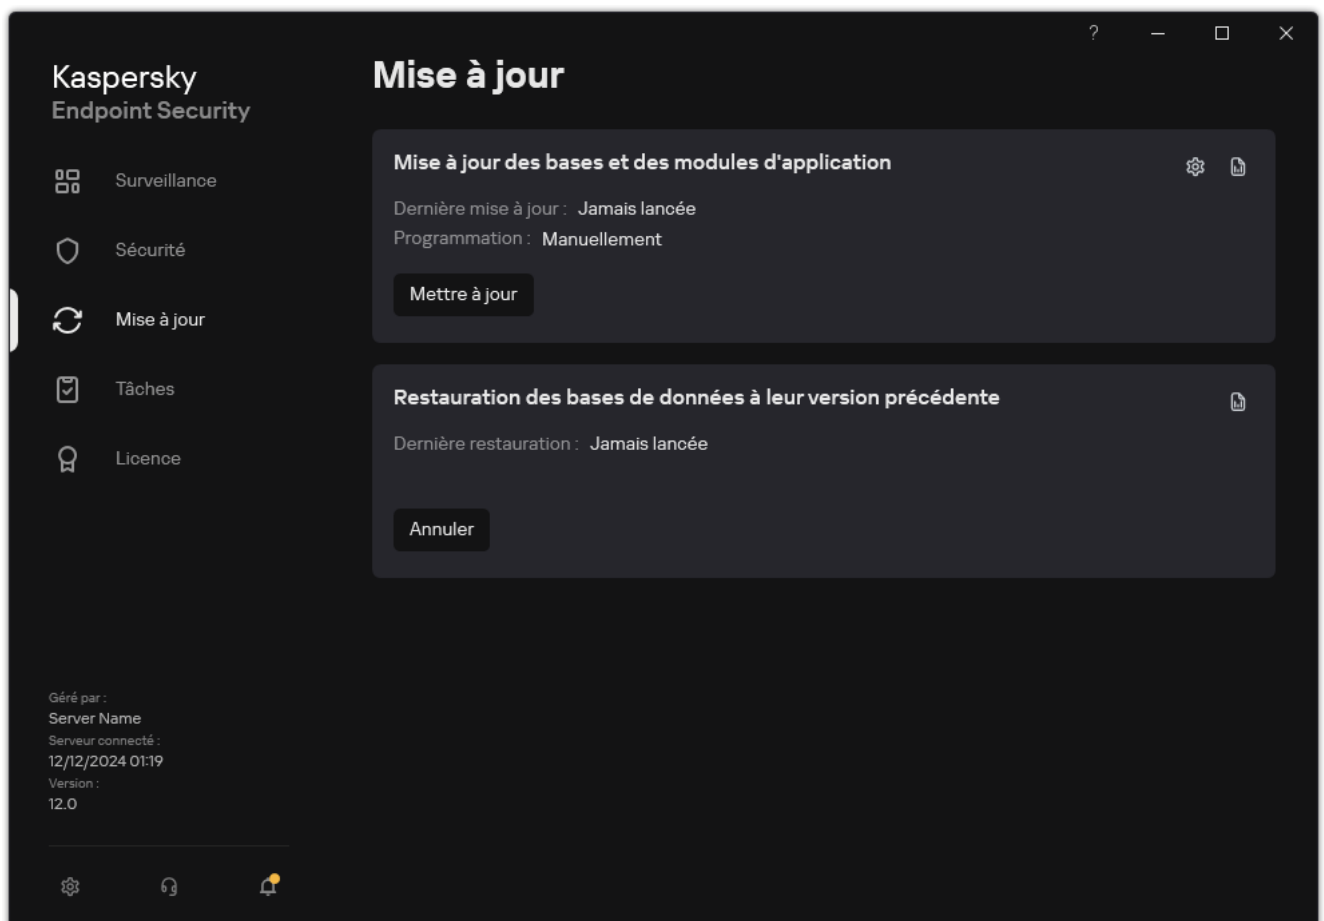 ?
Kaspersky
Endpoint Security
Surveillance
Sécurité
Mise à jour
Tâches
Licence
Géré par :
Server Name
Serveur connecté :
12/12/2024 01:19
Version :
12.0
Mise à jour
Mise à jour des bases et des modules d'application
Dernière mise à jour : Jamais lancée
Programmation : Manuellement
Mettre à jour
Restauration des bases de données à leur version précédente
Dernière restauration : Jamais lancée
Annuler